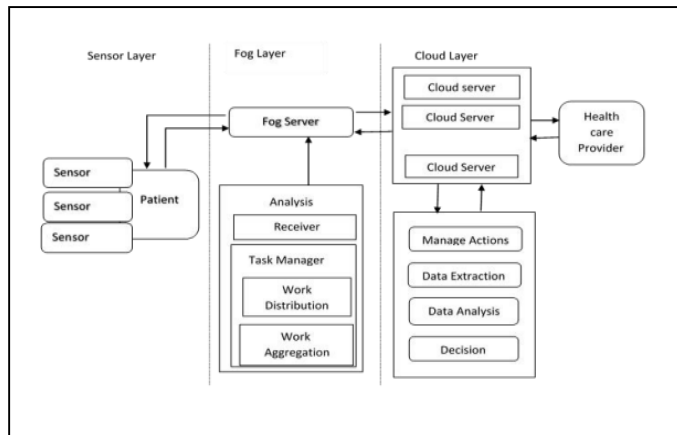 Sensor Layer
Fog Layer
Cloud Layer
Cloud server
Cloud Server
Cloud Server
Fog Server
Health
care
Provider
Sensor
Sensor
Sensor
Patient
Analysis
Receiver
Task Manager
Work
Distribution
Work
Aggregation
Manage Actions
Data Extraction
Data Analysis
Decision